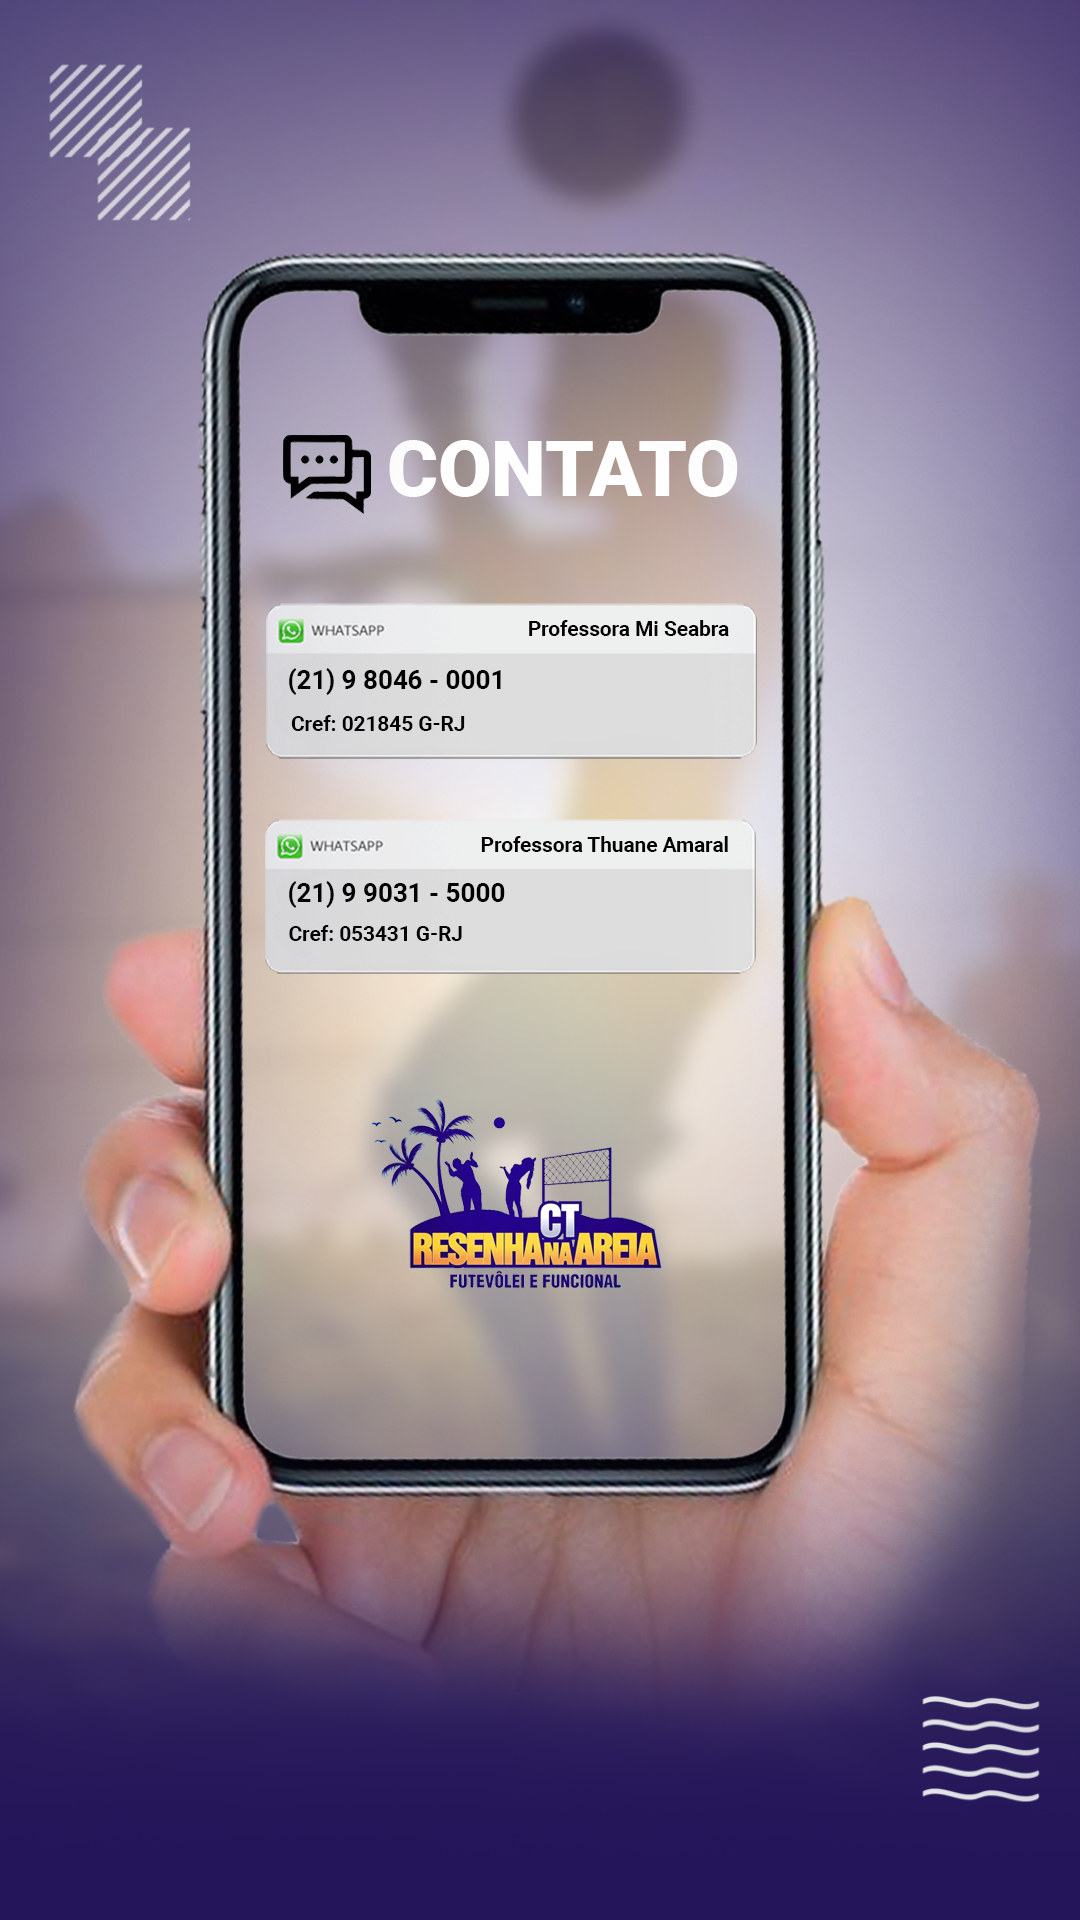 CONTATO
WHATSAPP Professora Mi Seabra
(21) 9 8046 - 0001
Cref: 021845 G-RJ
WHATSAPP Professora Thuane Amaral
(21) 9 9031 - 5000
Cref: 053431 G-RJ
CT
RESENHA NA AREIA
FUTEVÔLEI E FUNCIONAL